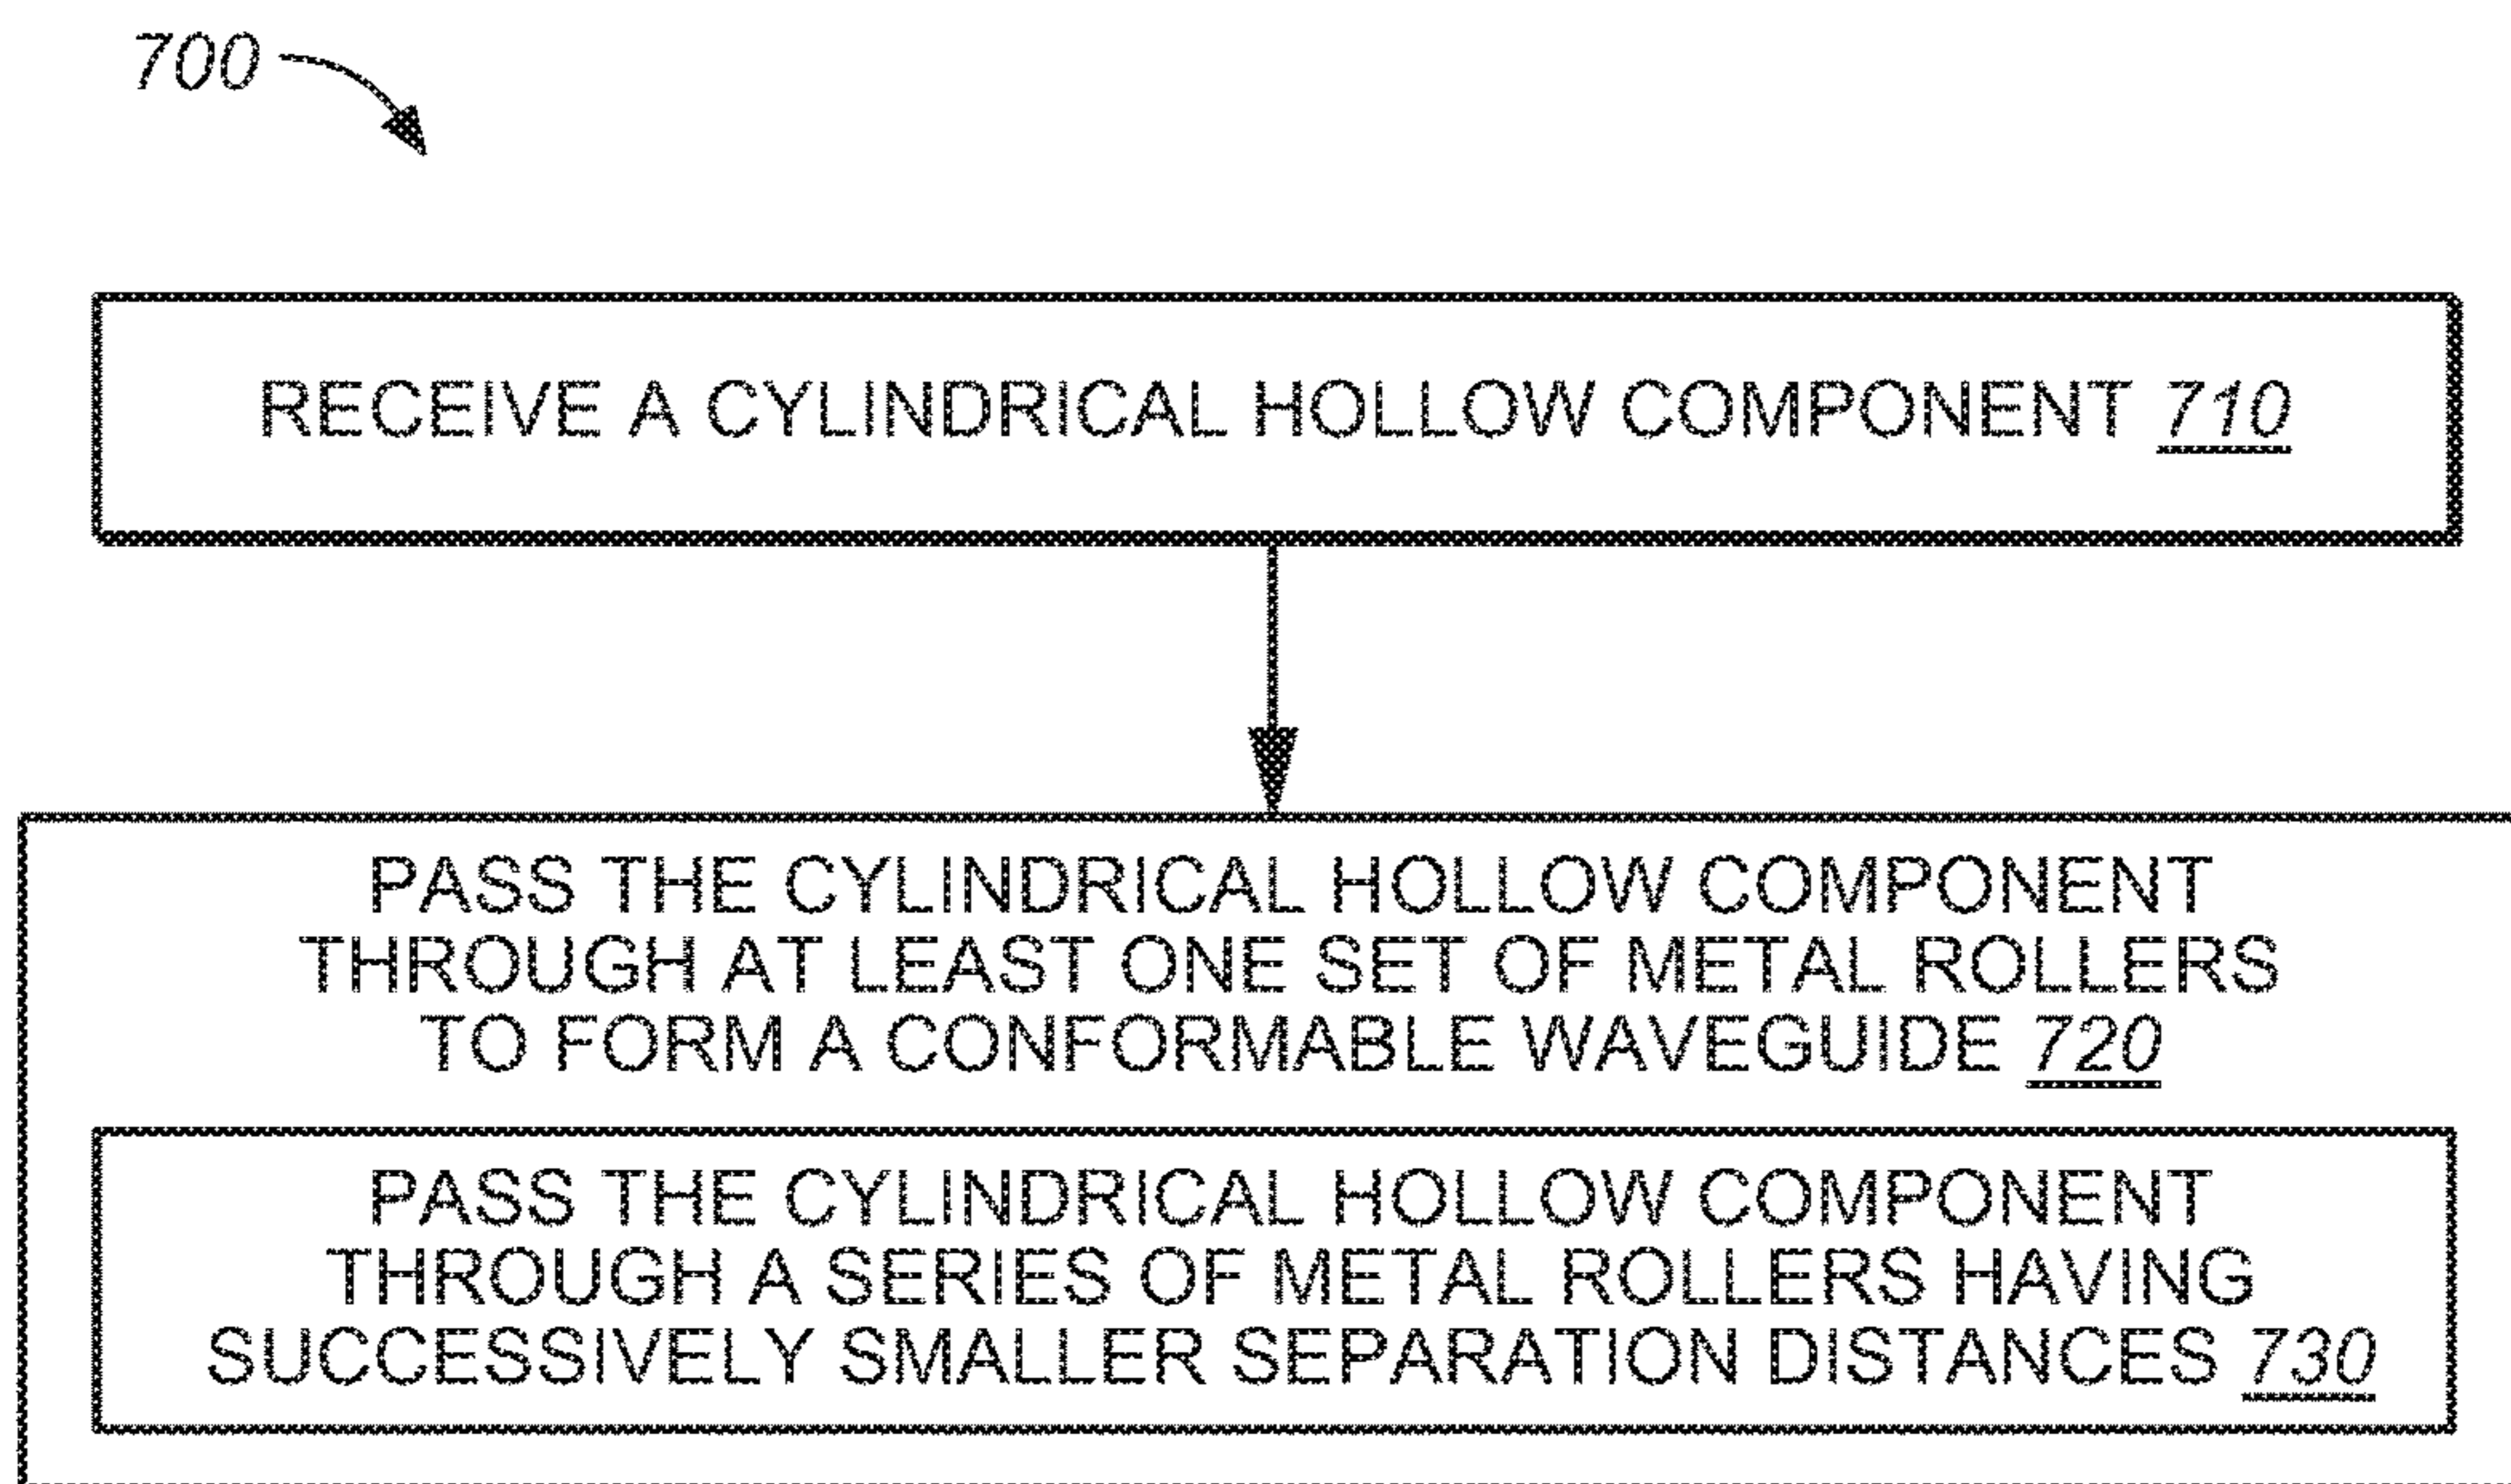 700
RECEIVE A CYLINDRICAL HOLLOW COMPONENT 710
PASS THE CYLINDRICAL HOLLOW COMPONENT
THROUGH AT LEAST ONE SET OF METAL ROLLERS
TO FORM A CONFORMABLE WAVEGUIDE 720
PASS THE CYLINDRICAL HOLLOW COMPONENT
THROUGH A SERIES OF METAL ROLLERS HAVING
SUCCESSIVELY SMALLER SEPARATION DISTANCES 730